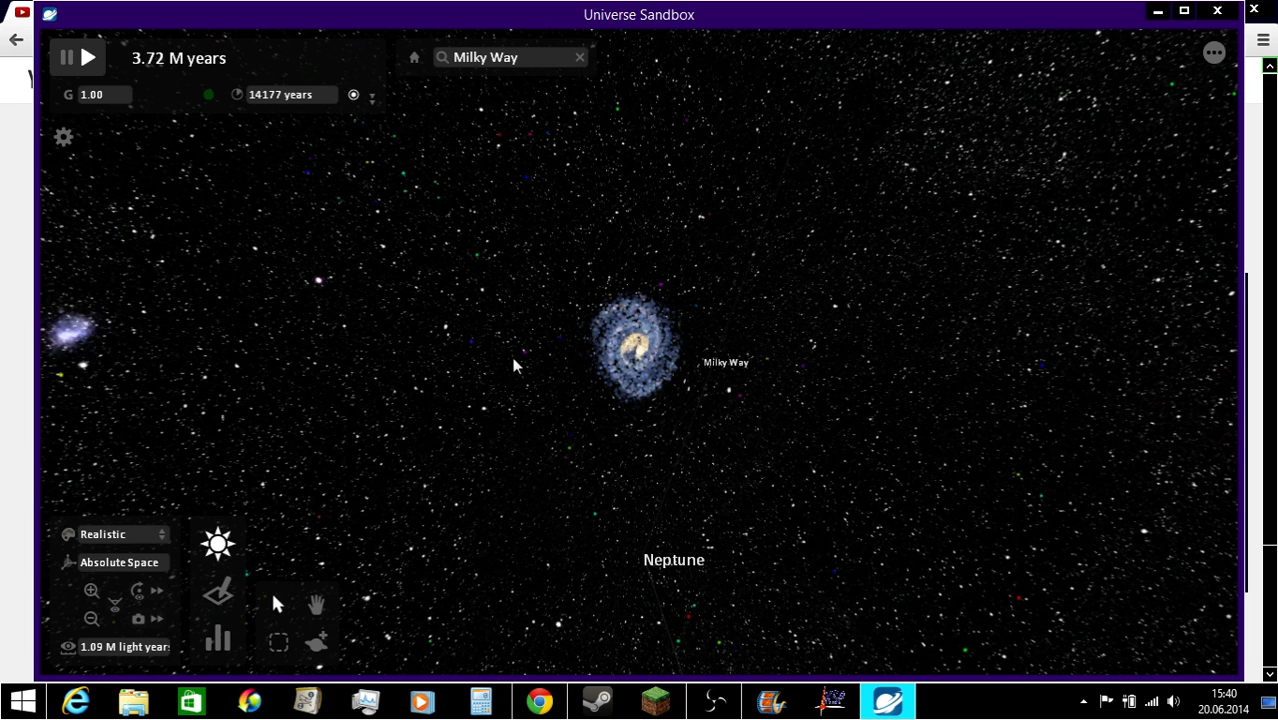 Universe Sandbox
3.72 M years
Milky Way
G 1.00
14177 years
Milky Way
Neptune
Realistic
Absolute Space
1.09 M light year
15:40
20.06.2014